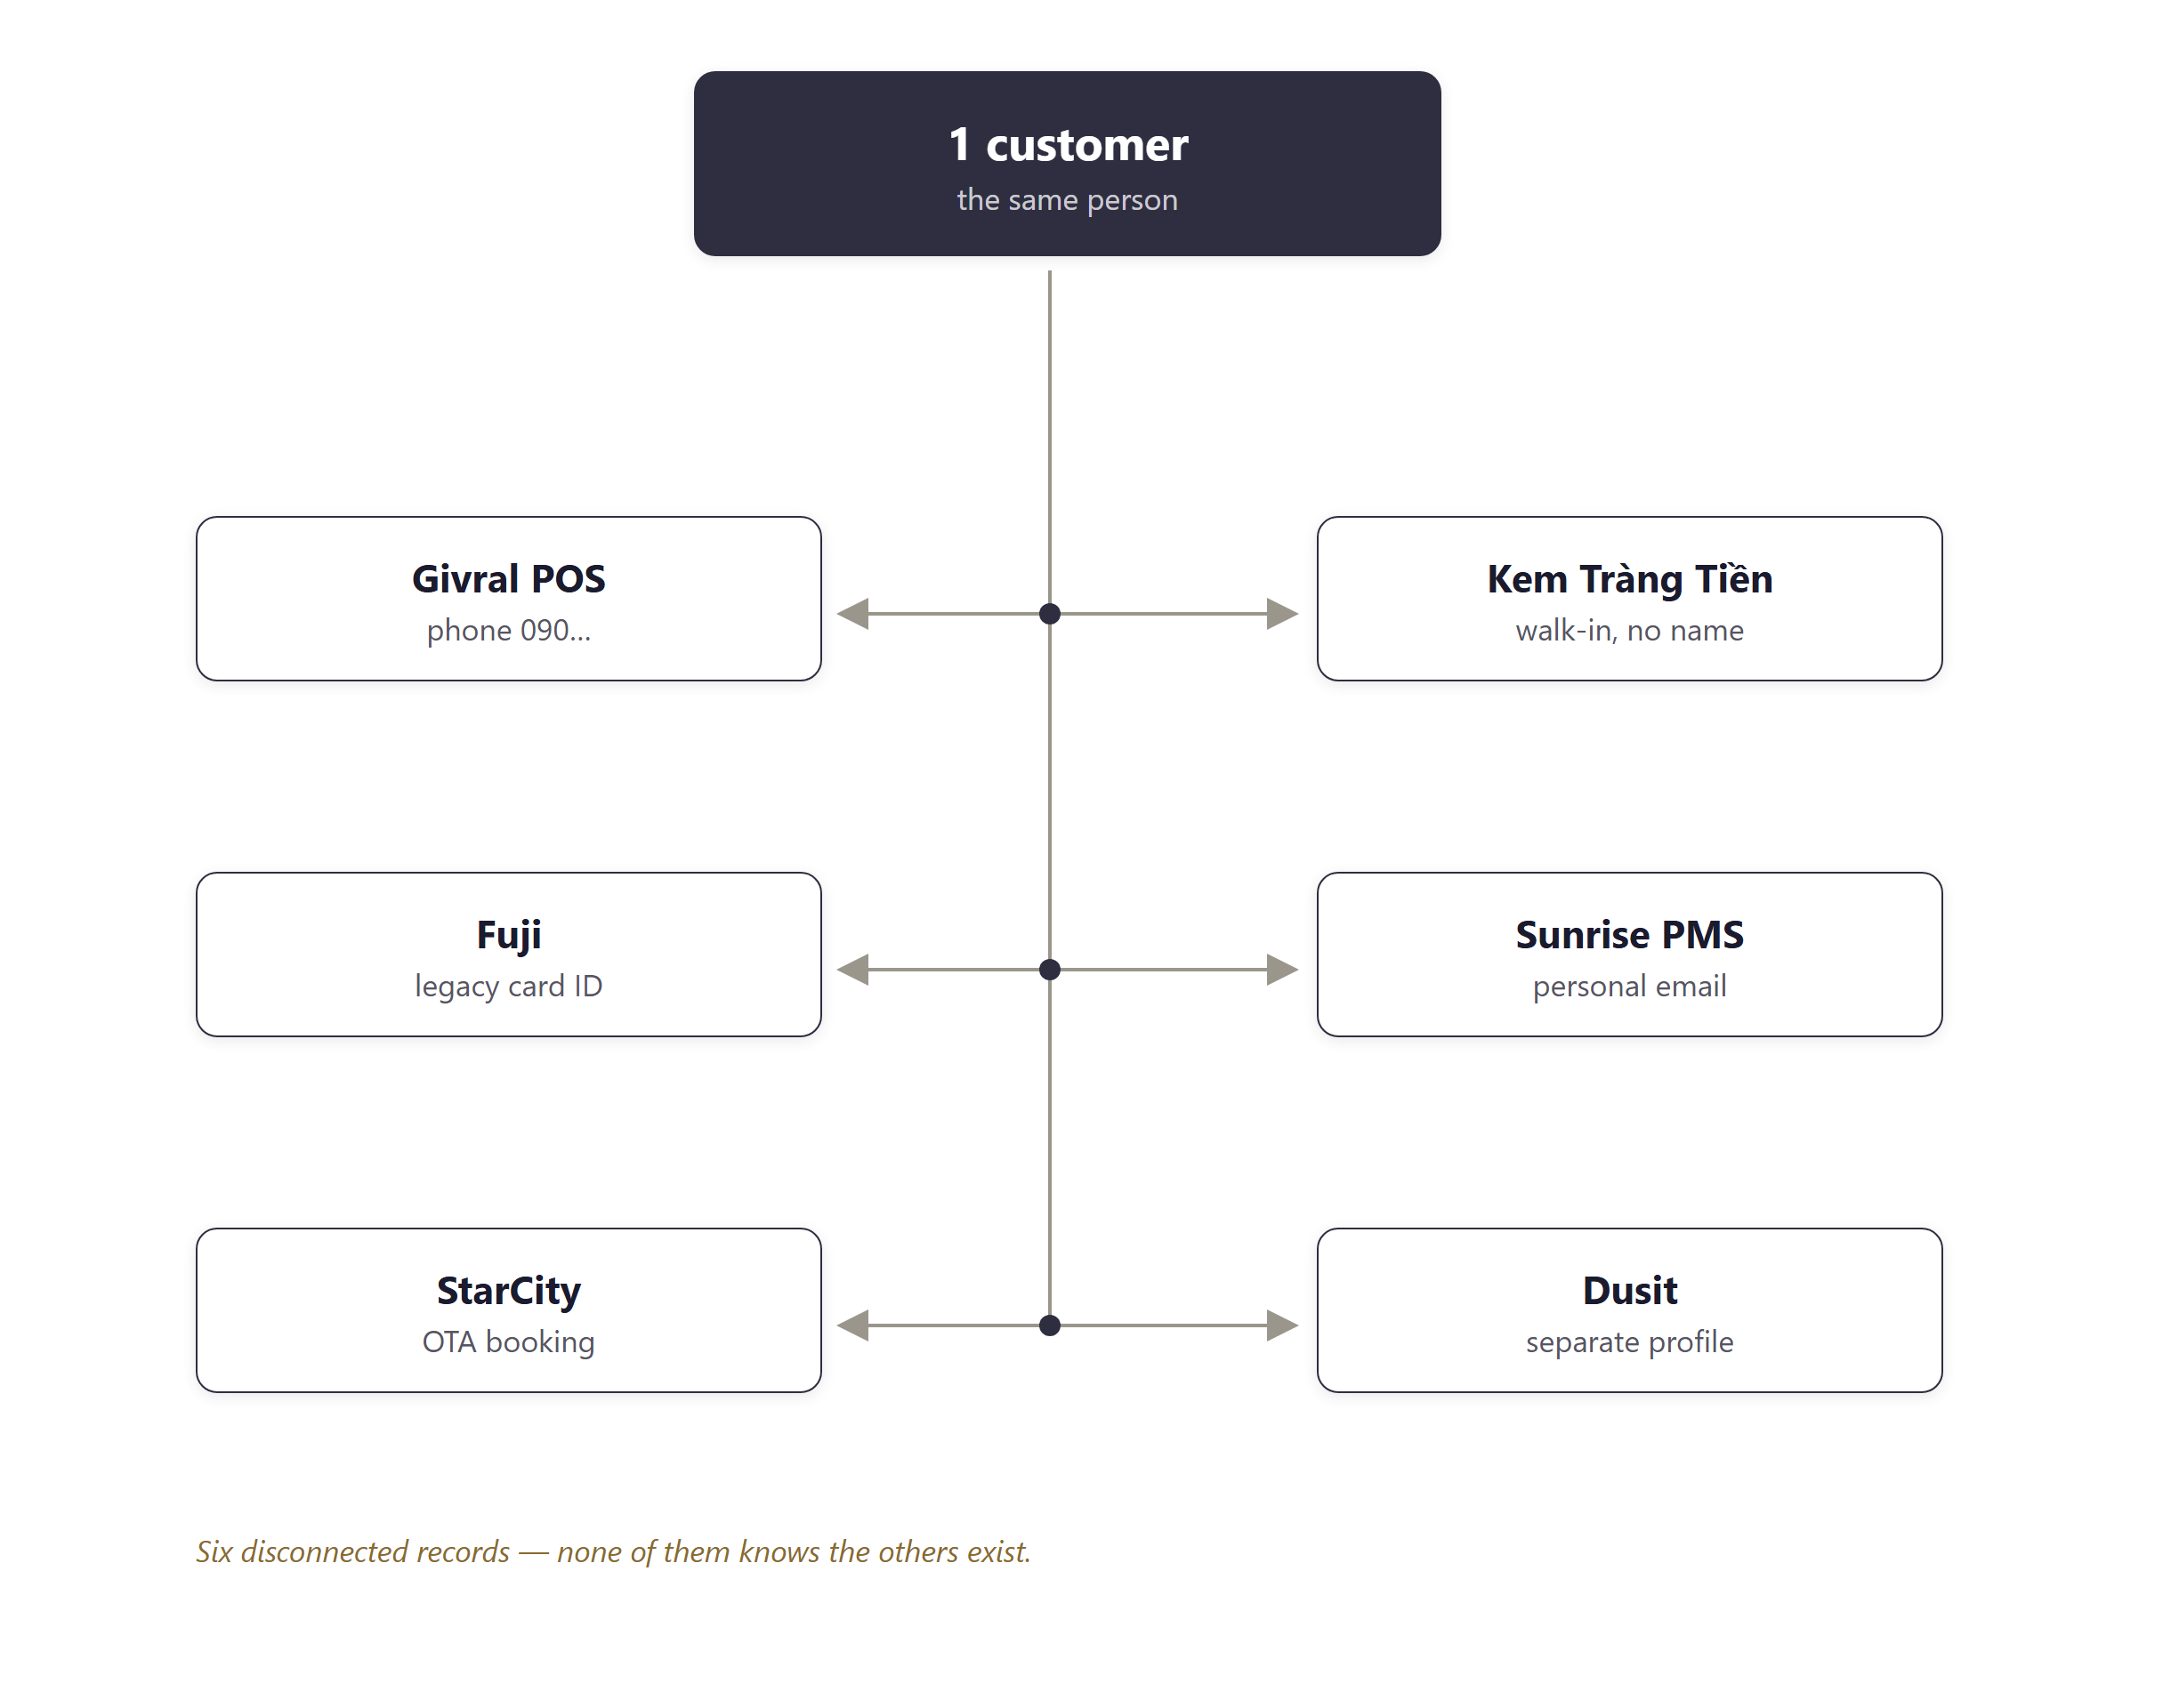 1 customer
the same person
Givral POS
phone 090...
Kem Tràng Tiền
walk-in, no name
Fuji
legacy card ID
Sunrise PMS
personal email
StarCity
OTA booking
Dusit
separate profile
Six disconnected records — none of them knows the others exist.